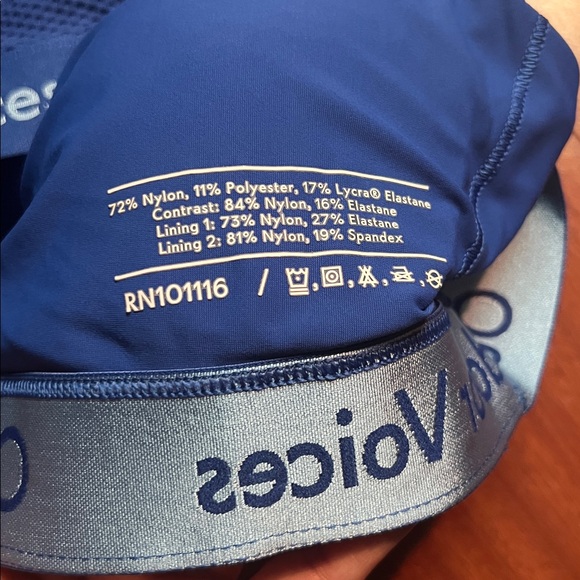 ces
72% Nylon, 11% Polyester, 17% Lycra® Elastane
Contrast: 84% Nylon, 16% Elastane
Lining 1: 73% Nylon, 27% Elastane
Lining 2: 81% Nylon, 19% Spandex
RN101116 /
Voices